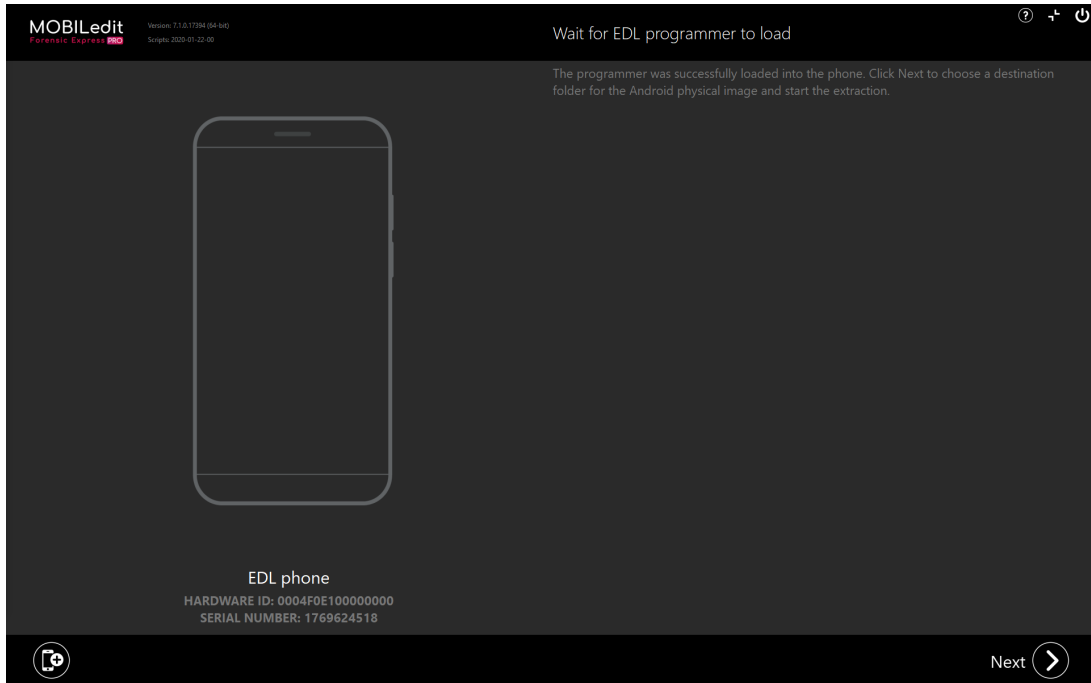 MOBILedit
Forensic Express PRO
Version: 7.1.0.17394 (64-bit)
Scripts: 2020-01-22-00
Wait for EDL programmer to load
?
The programmer was successfully loaded into the phone. Click Next to choose a destination
folder for the Android physical image and start the extraction.
EDL phone
HARDWARE ID: 0004F0E100000000
SERIAL NUMBER: 1769624518
Next